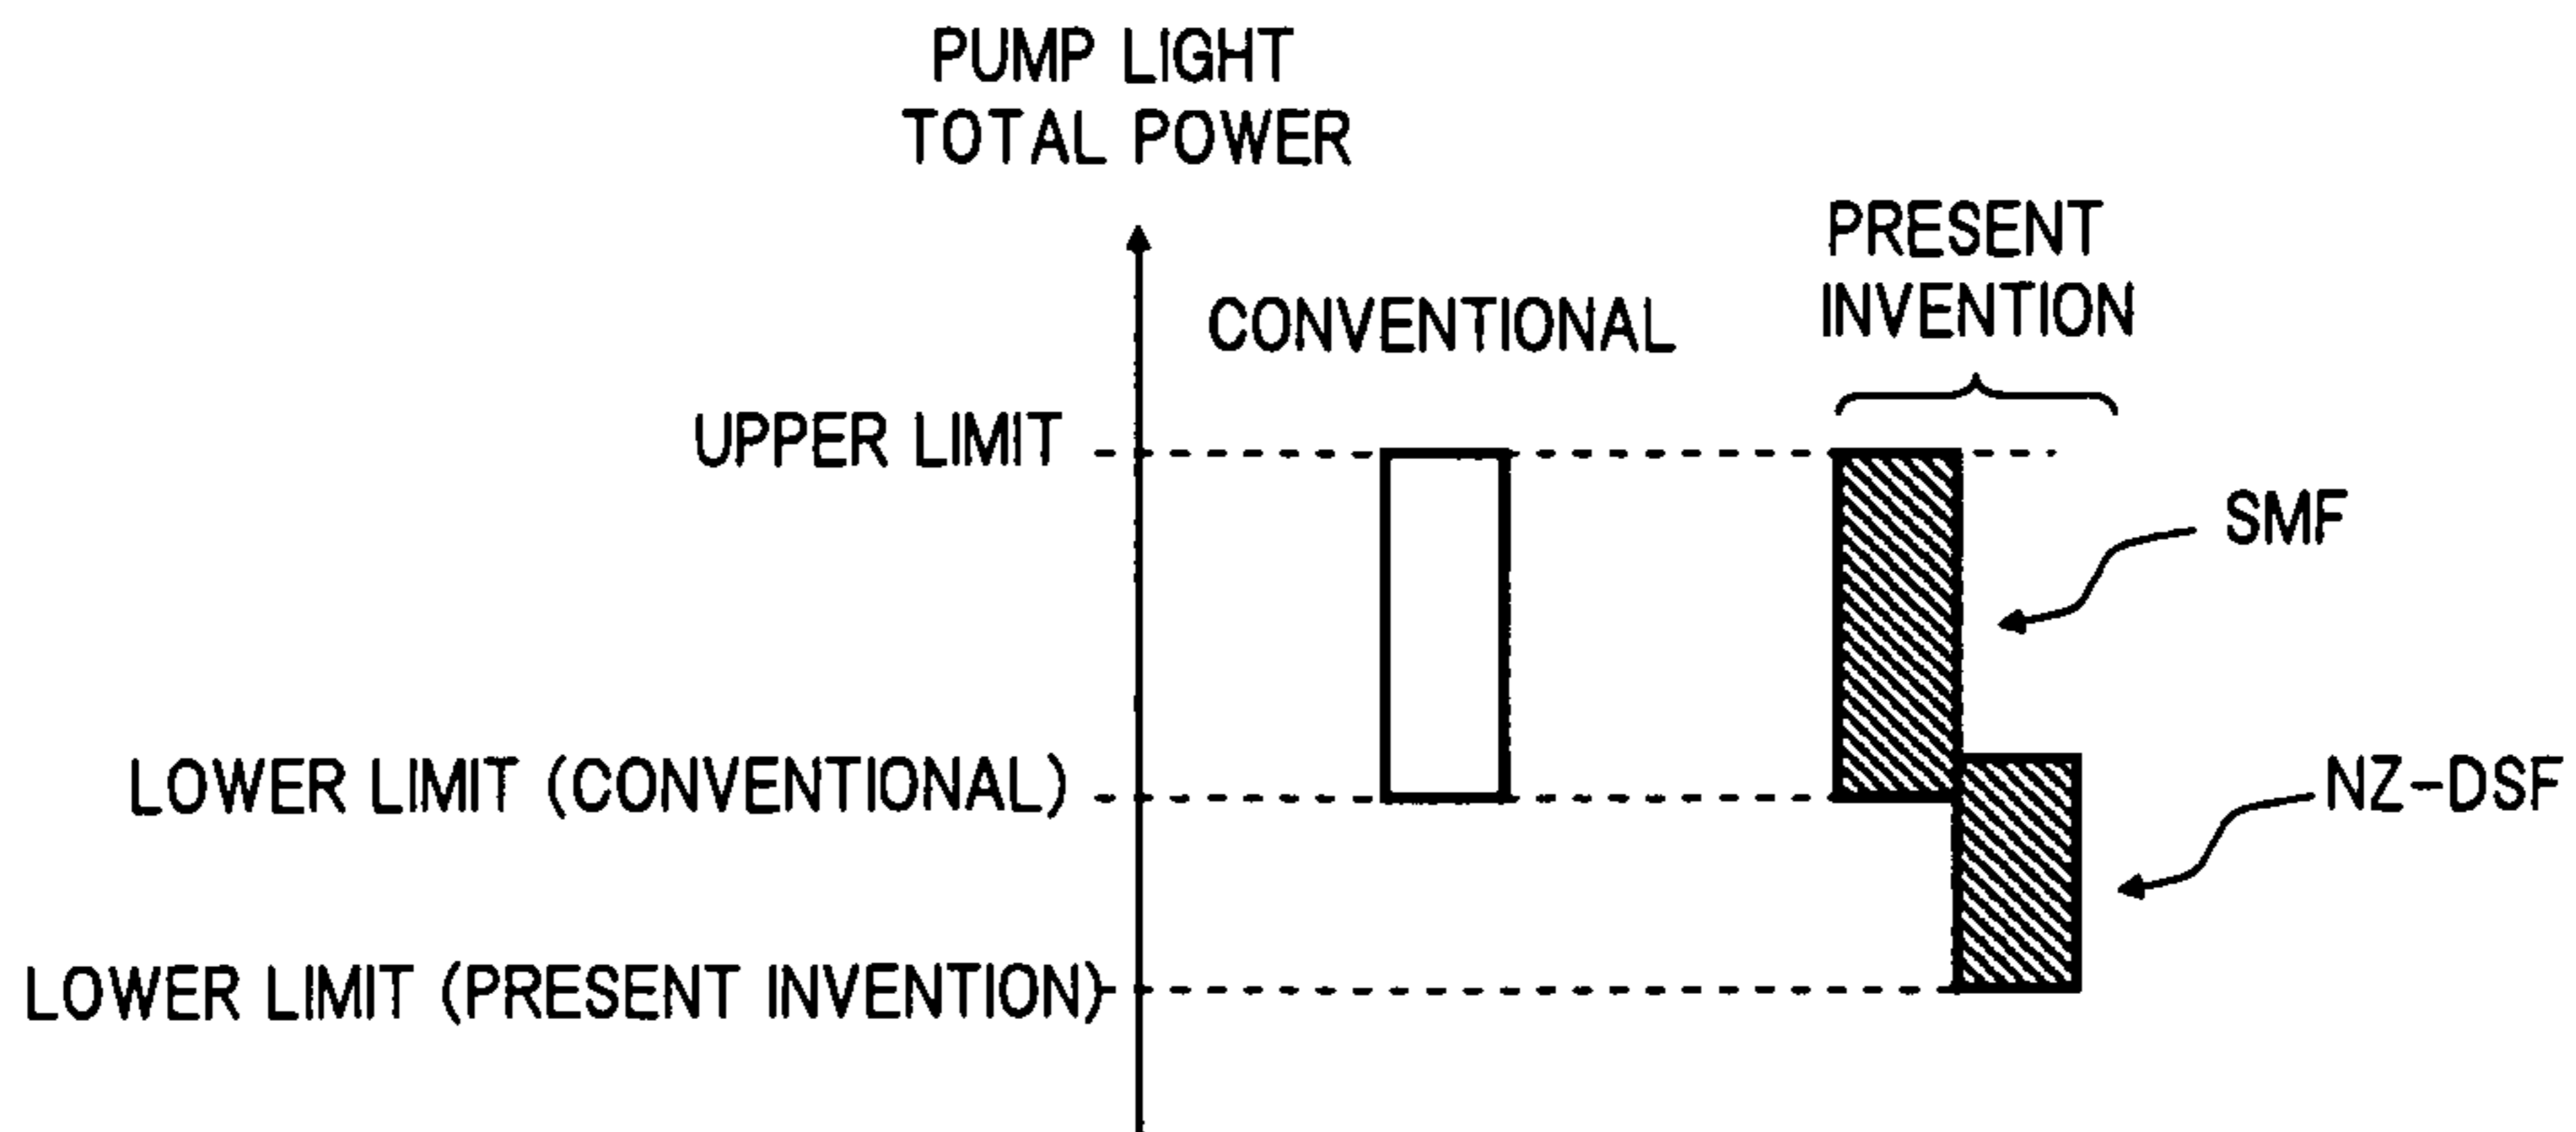 PUMP LIGHT
TOTAL POWER
PRESENT
INVENTION
CONVENTIONAL
UPPER LIMIT
SMF
LOWER LIMIT (CONVENTIONAL)
NZ-DSF
LOWER LIMIT (PRESENT INVENTION)